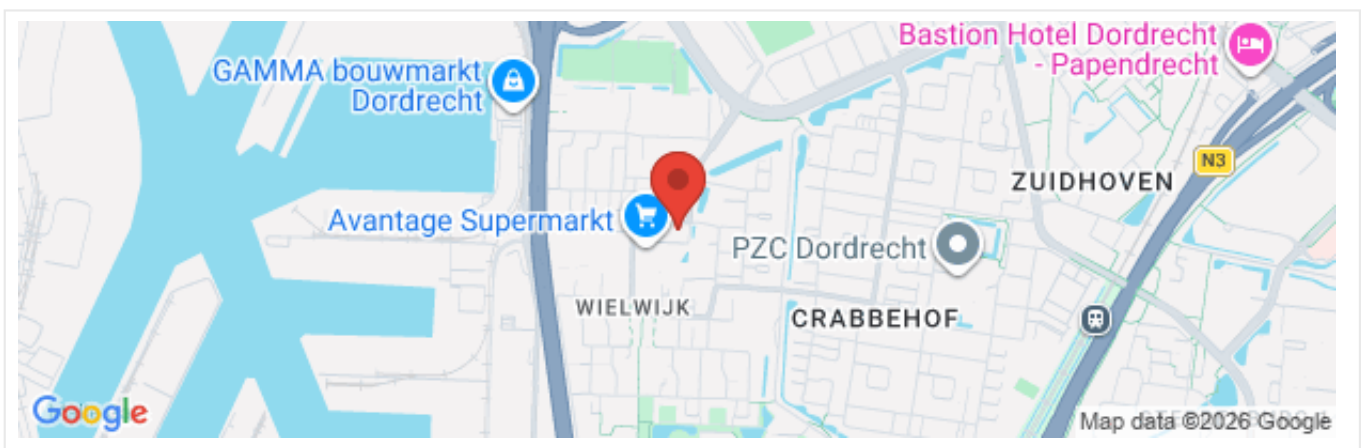 Bastion Hotel Dordrecht
- Papendrecht
GAMMA bouwmarkt
Dordrecht
N3
ZUIDHOVEN
Avantage Supermarkt
PZC Dordrecht
WIELWIJK
CRABBEHOF
Google
Map data ©2026 Google